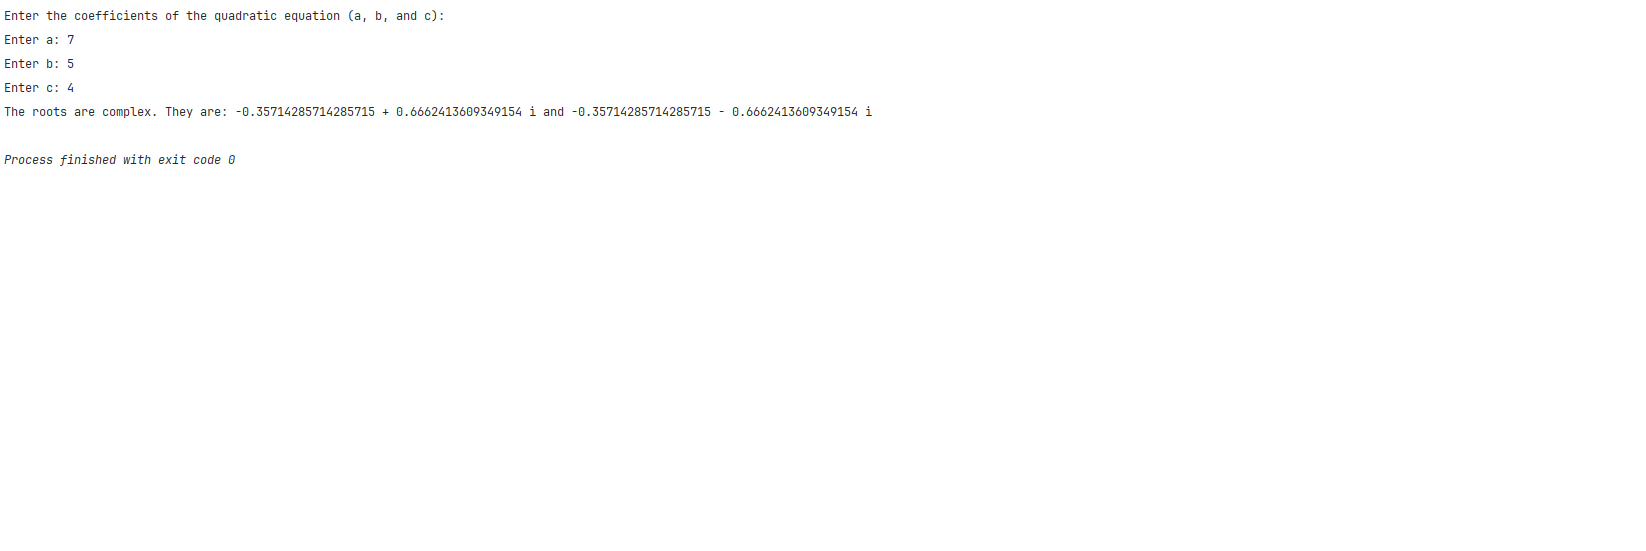 Enter the coefficients of the quadratic equation (a, b, and c):
Enter a: 7
Enter b: 5
Enter c: 4
The roots are complex. They are: -0.35714285714285715 + 0.6662413609349154 i and -0.35714285714285715 - 0.6662413609349154 i
Process finished with exit code 0